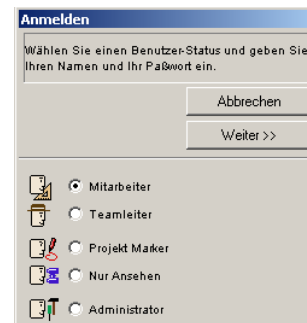 Anmelden
Wählen Sie einen Benutzer-Status und geben Sie
Ihren Namen und Ihr Paßwort ein.
Abbrechen
Weiter >>
Mitarbeiter
Teamleiter
Projekt Marker
Nur Ansehen
Administrator